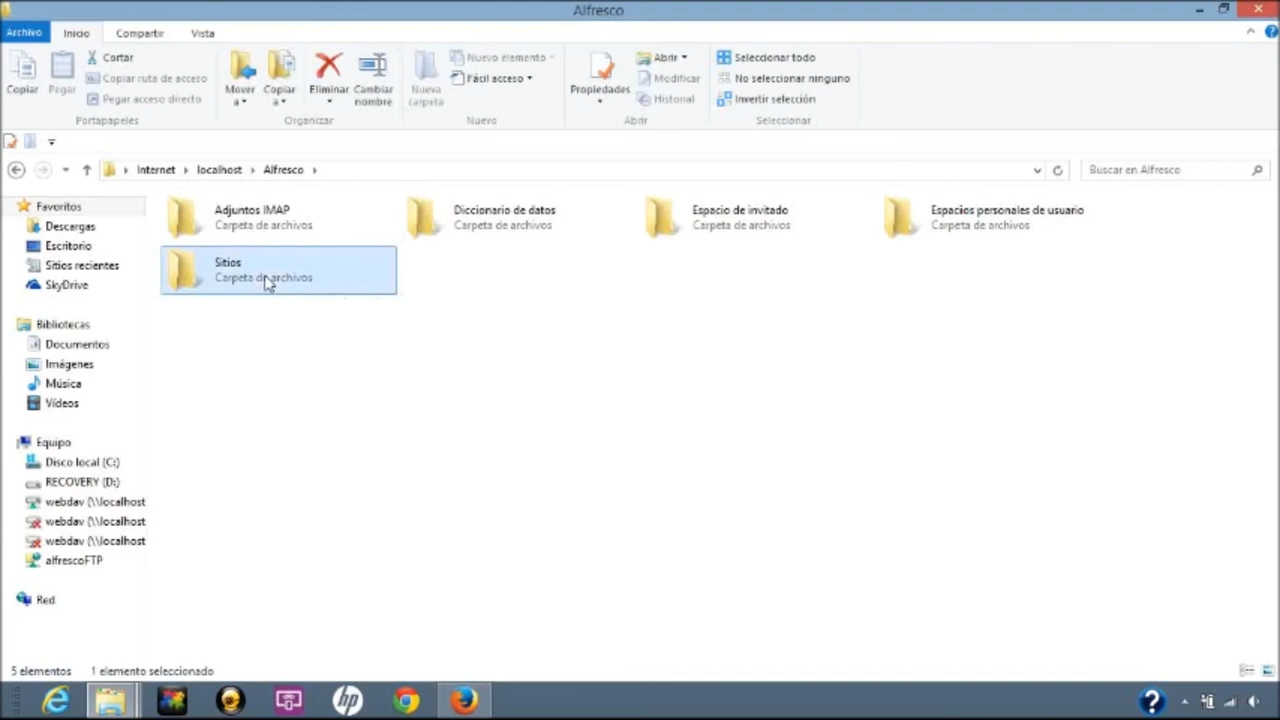 Alfresco
Archivo Inicio Compartir Vista
Copiar
Pegar
Cortar
Copiar ruta de acceso
Pegar acceso directo
Portapapeles
Mover a
Copiar a
Eliminar
Cambiar nombre
Organizar
Nueva carpeta
Nuevo elemento
Fácil acceso
Nuevo
Propiedades
Abrir
Modificar
Historial
Abrir
Seleccionar todo
No seleccionar ninguno
Invertir selección
Seleccionar
Internet localhost Alfresco
Buscar en Alfresco
Favoritos
Descargas
Escritorio
Sitios recientes
SkyDrive
Bibliotecas
Documentos
Imágenes
Música
Vídeos
Equipo
Disco local (C:)
RECOVERY (D:)
webdav (\\localhost
webdav (\\localhost
webdav (\\localhost
alfrescoFTP
Red
Adjuntos IMAP
Carpeta de archivos
Diccionario de datos
Carpeta de archivos
Espacio de invitado
Carpeta de archivos
Espacios personales de usuario
Carpeta de archivos
Sitios
Carpeta de archivos
5 elementos 1 elemento seleccionado
hp